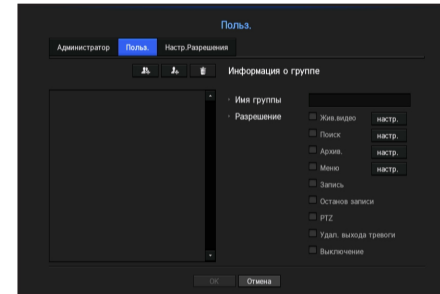 Польз.
Администратор Польз. Настр.Разрешения
Информация о группе
Имя группы
Разрешение
Жив.видео настр.
Поиск настр.
Архив. настр.
Меню настр.
Запись
Останов записи
PTZ
Удал. выхода тревоги
Выключение
OK Отмена